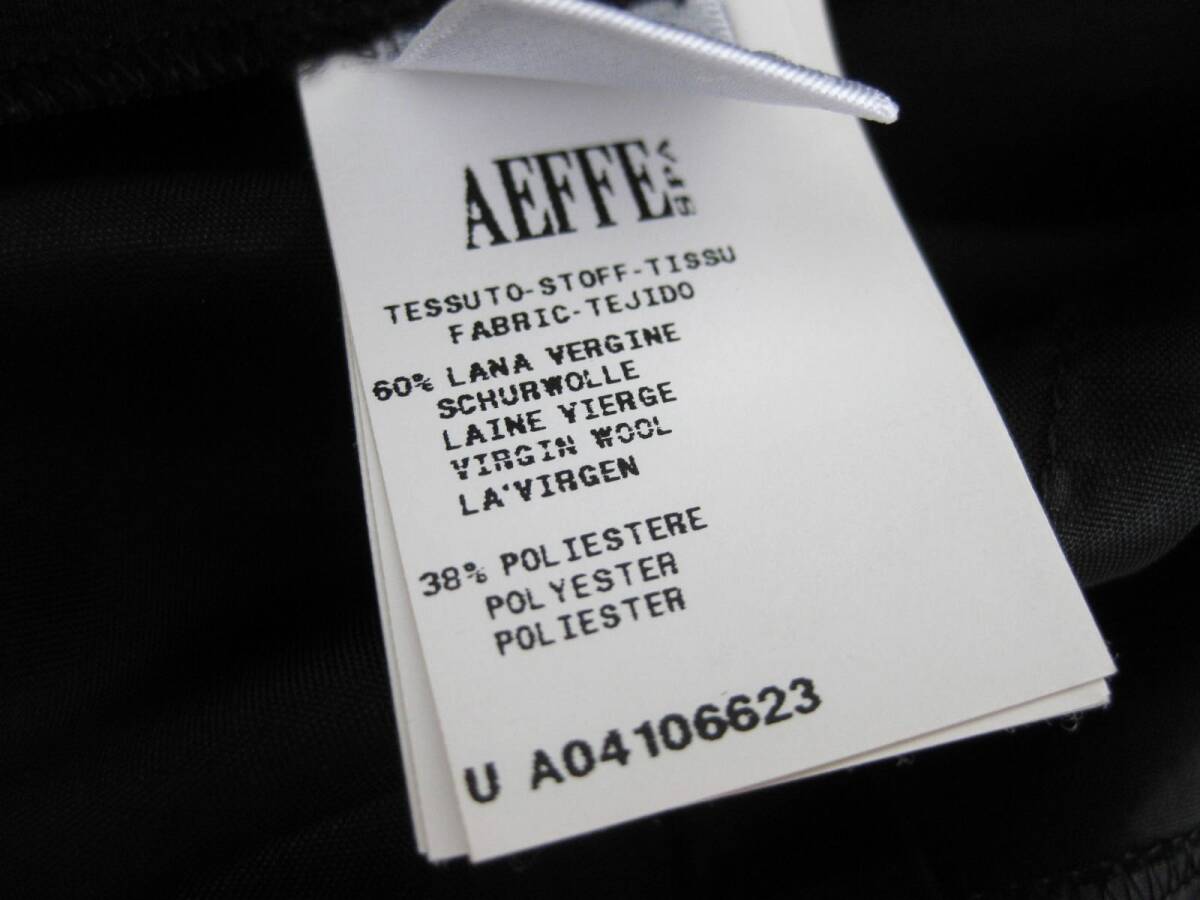 AEFFE SPA
TESSUTO-STOFF-TISSU
FABRIC-TEJIDO
60% LANA VERGINE
SCHURWOLLE
LAINE VIERGE
VIRGIN WOOL
LA'VIRGEN
38% POLIESTERE
POLYESTER
POLIESTER
U A04106623